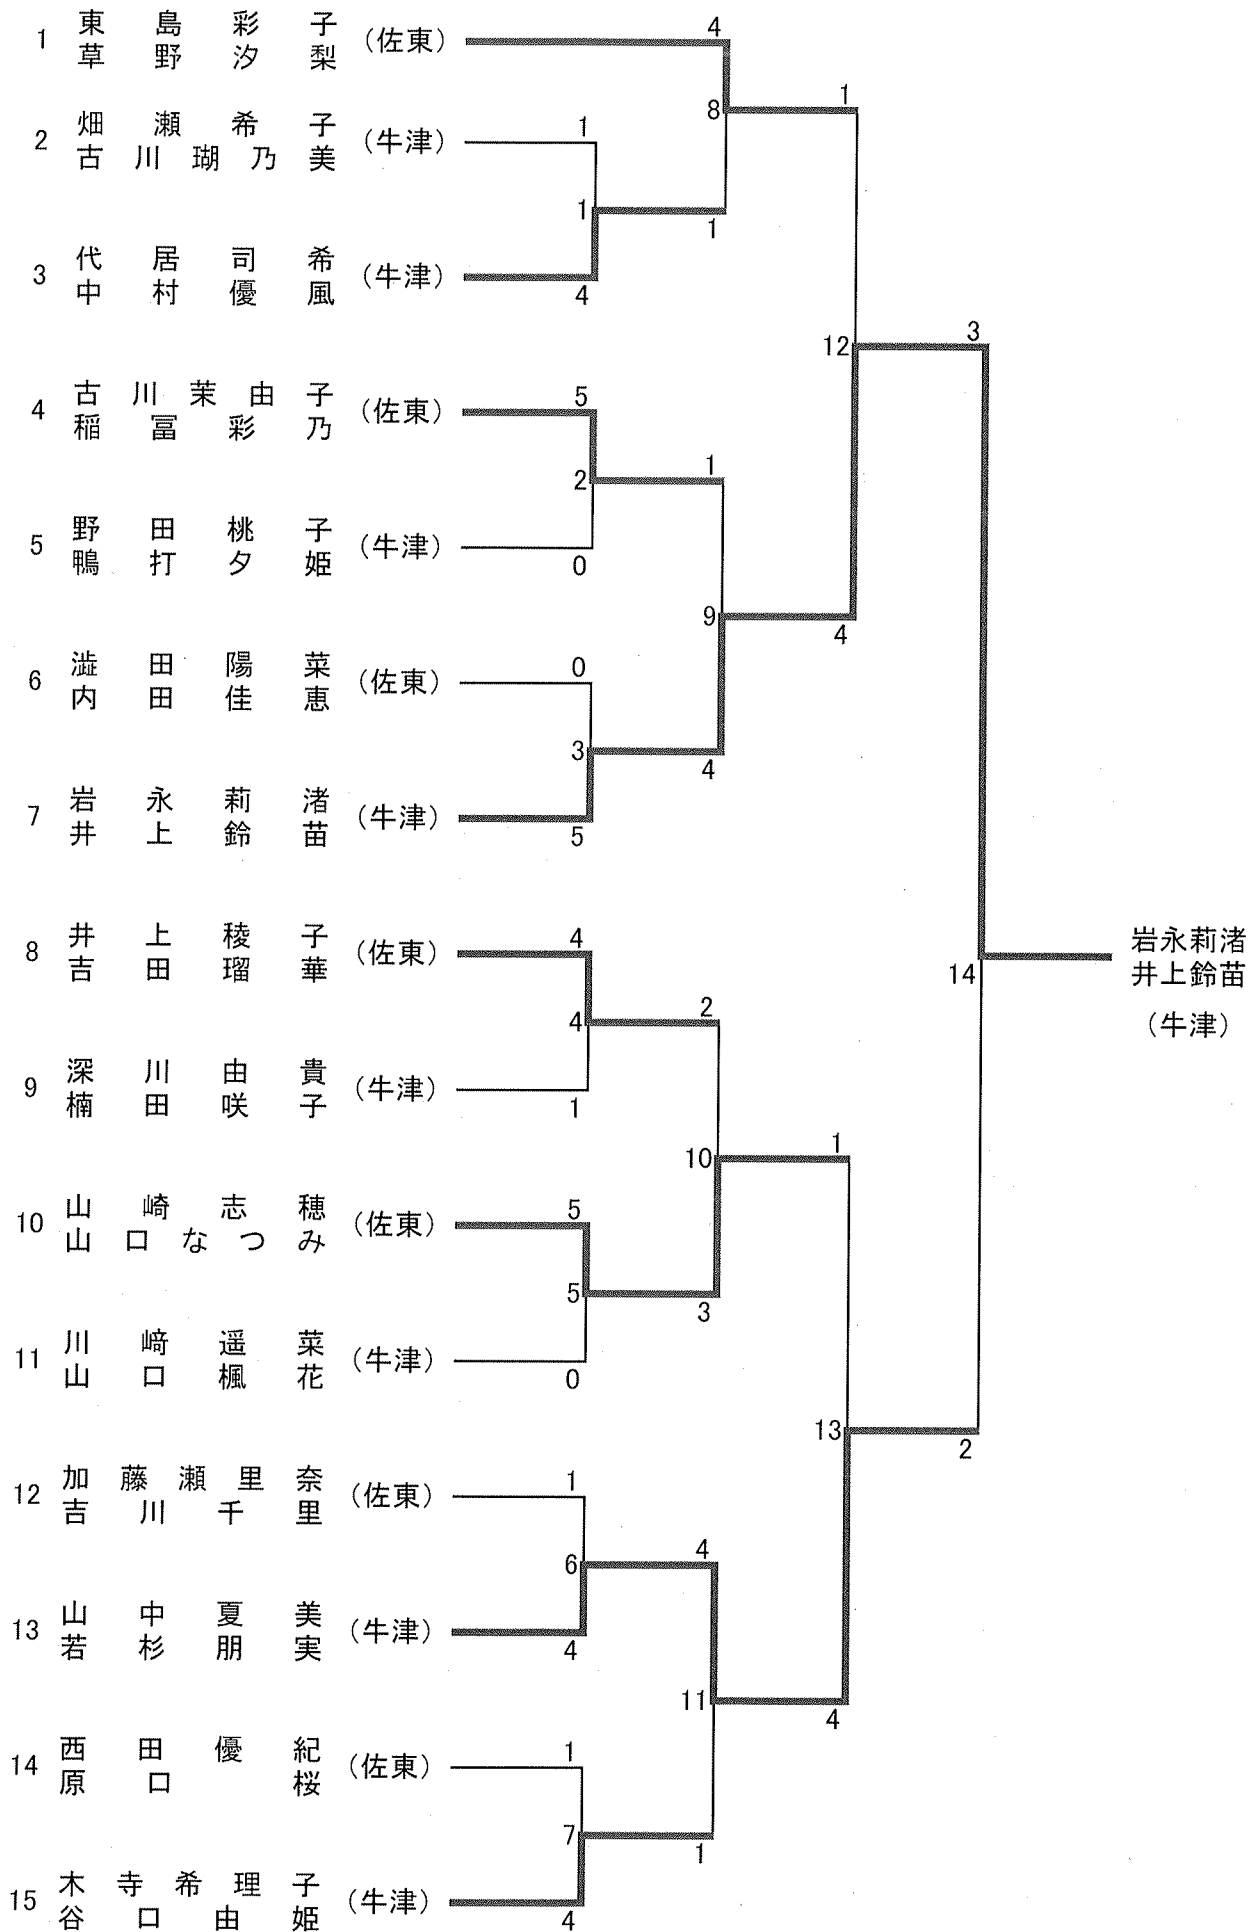 4
1 東島彩子 (佐東)
草野汐梨
8
1
2 畑瀬希子 (牛津)
古川瑚乃美
1
1
1
3 代居司希 (牛津)
中村優風
4
12
3
4 古川茉由子 (佐東)
稲冨彩乃
5
2
1
5 野田桃子 (牛津)
鴨打夕姫
0
9
4
6 澁田陽菜 (佐東)
内田佳恵
0
3
4
7 岩永莉渚 (牛津)
井上鈴苗
5
8 井上稜子 (佐東)
吉田瑠華
4
14
岩永莉渚
井上鈴苗
(牛津)
4
2
9 深川由貴 (牛津)
楠田咲子
1
10
1
10 山崎志穂 (佐東)
山口なつみ
5
5
3
11 川﨑遥菜 (牛津)
山口楓花
0
13
2
12 加藤瀬里奈 (佐東)
吉川千里
1
6
4
13 山中夏美 (牛津)
若杉朋実
4
11
4
14 西田優紀 (佐東)
原口桜
1
7
1
15 木寺希理子 (牛津)
谷口由姫
4